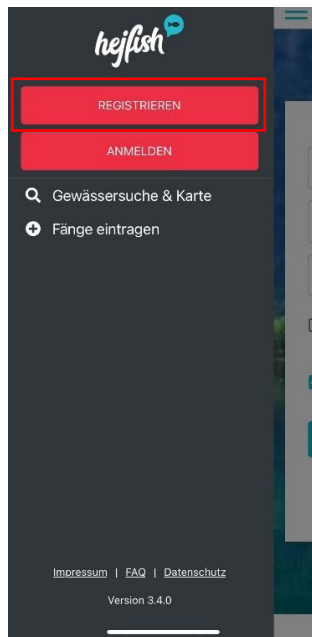 hejfish
REGISTRIEREN
ANMELDEN
Gewässersuche & Karte
Fänge eintragen
Impressum | FAQ | Datenschutz
Version 3.4.0